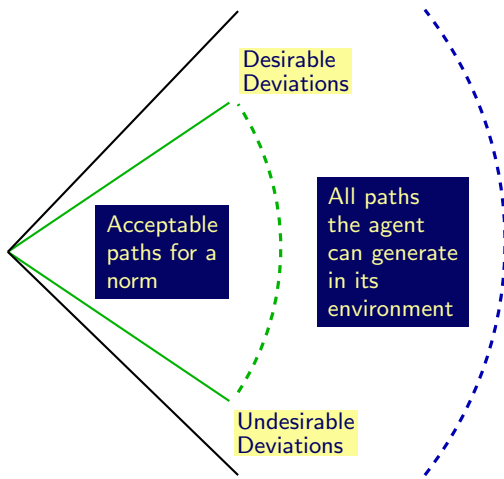 Desirable
Deviations
Acceptable
paths for a
norm
All paths
the agent
can generate
in its
environment
Undesirable
Deviations